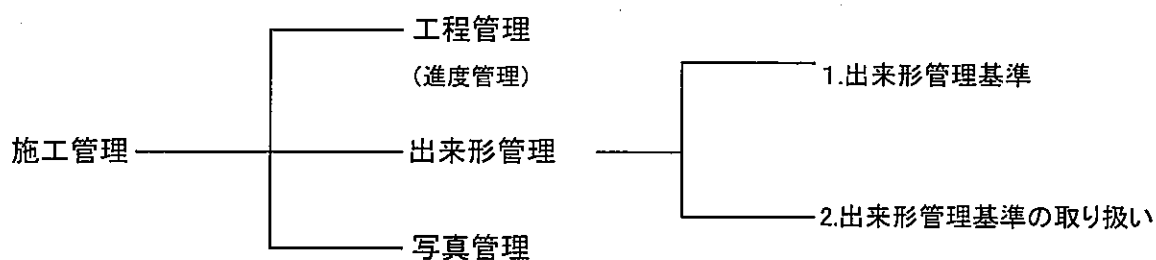 工程管理
(進度管理)
1.出来形管理基準
施工管理
出来形管理
2.出来形管理基準の取り扱い
写真管理